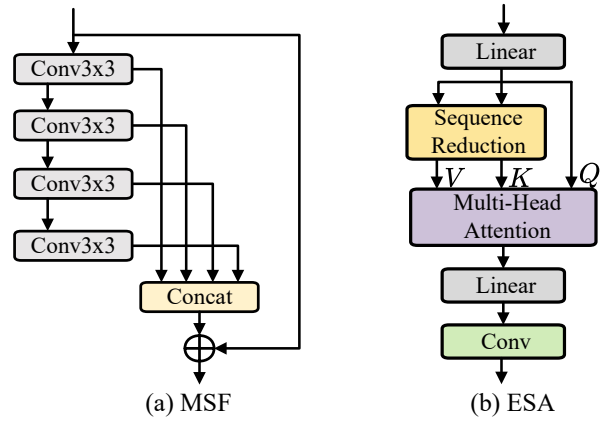 Conv3x3
Conv3x3
Conv3x3
Conv3x3
Concat
(a) MSF
Linear
Sequence
Reduction
V K Q
Multi-Head
Attention
Linear
Conv
(b) ESA